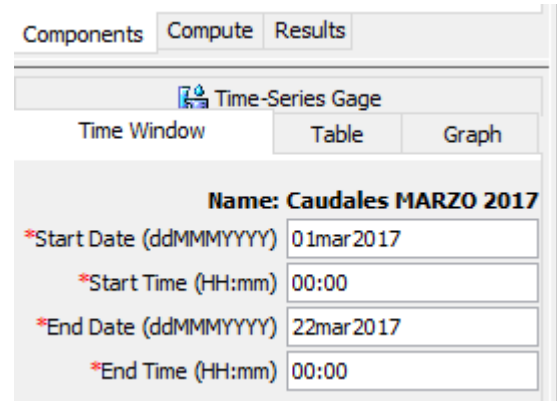 Components Compute Results
Time-Series Gage
Time Window Table Graph
Name: Caudales MARZO 2017
*Start Date (ddMMMYYYY) 01mar2017
*Start Time (HH:mm) 00:00
*End Date (ddMMMYYYY) 22mar2017
*End Time (HH:mm) 00:00